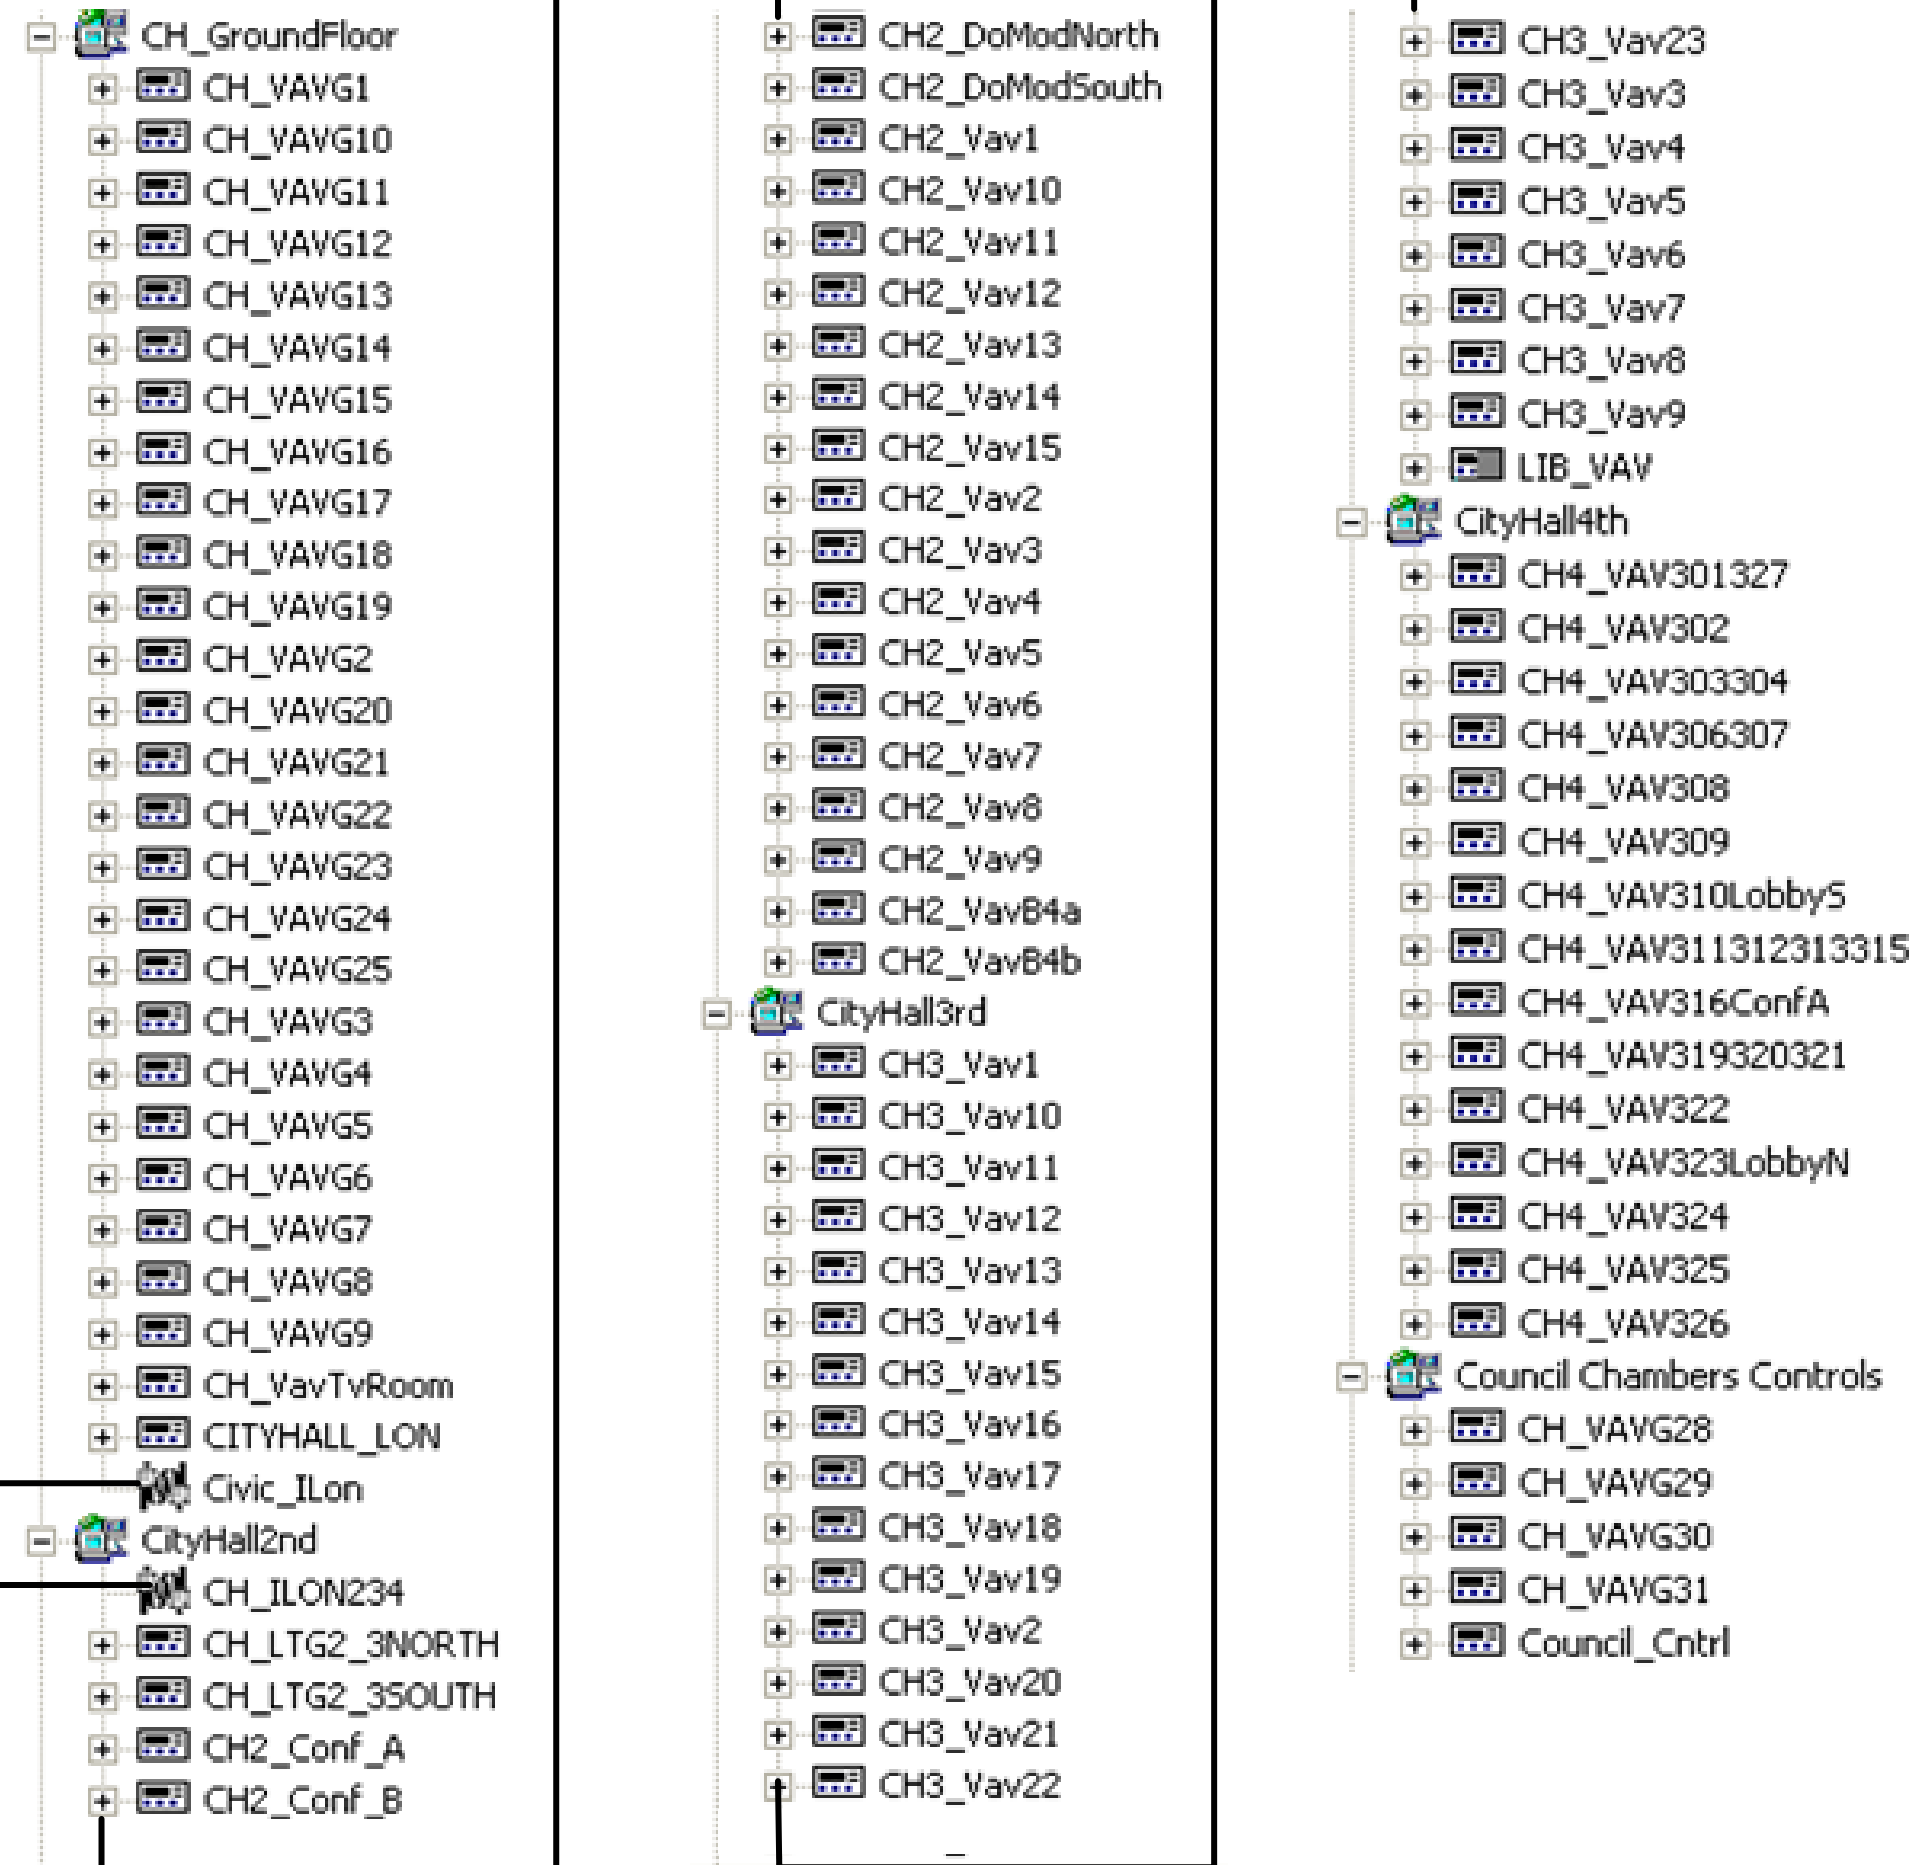 CH_GroundFloor
CH_VAVG1
CH_VAVG10
CH_VAVG11
CH_VAVG12
CH_VAVG13
CH_VAVG14
CH_VAVG15
CH_VAVG16
CH_VAVG17
CH_VAVG18
CH_VAVG19
CH_VAVG2
CH_VAVG20
CH_VAVG21
CH_VAVG22
CH_VAVG23
CH_VAVG24
CH_VAVG25
CH_VAVG3
CH_VAVG4
CH_VAVG5
CH_VAVG6
CH_VAVG7
CH_VAVG8
CH_VAVG9
CH_VavTvRoom
CITYHALL_LON
Civic_ILon
CityHall2nd
CH_ILON234
CH_LTG2_3NORTH
CH_LTG2_3SOUTH
CH2_Conf_A
CH2_Conf_B
CH2_DoModNorth
CH2_DoModSouth
CH2_Vav1
CH2_Vav10
CH2_Vav11
CH2_Vav12
CH2_Vav13
CH2_Vav14
CH2_Vav15
CH2_Vav2
CH2_Vav3
CH2_Vav4
CH2_Vav5
CH2_Vav6
CH2_Vav7
CH2_Vav8
CH2_Vav9
CH2_VavB4a
CH2_VavB4b
CityHall3rd
CH3_Vav1
CH3_Vav10
CH3_Vav11
CH3_Vav12
CH3_Vav13
CH3_Vav14
CH3_Vav15
CH3_Vav16
CH3_Vav17
CH3_Vav18
CH3_Vav19
CH3_Vav2
CH3_Vav20
CH3_Vav21
CH3_Vav22
CH3_Vav23
CH3_Vav3
CH3_Vav4
CH3_Vav5
CH3_Vav6
CH3_Vav7
CH3_Vav8
CH3_Vav9
LIB_VAV
CityHall4th
CH4_VAV301327
CH4_VAV302
CH4_VAV303304
CH4_VAV306307
CH4_VAV308
CH4_VAV309
CH4_VAV310LobbyS
CH4_VAV311312313315
CH4_VAV316ConfA
CH4_VAV319320321
CH4_VAV322
CH4_VAV323LobbyN
CH4_VAV324
CH4_VAV325
CH4_VAV326
Council Chambers Controls
CH_VAVG28
CH_VAVG29
CH_VAVG30
CH_VAVG31
Council_Cntrl